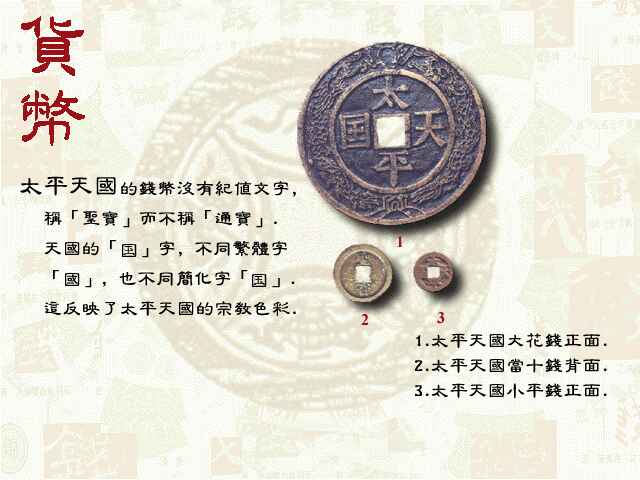 貨幣
太平天囯
太平天國的錢幣沒有紀值文字，
稱「聖寶」而不稱「通寶」.
天國的「囯」字，不同繁體字
「國」，也不同簡化字「国」.
這反映了太平天國的宗教色彩.
1
2
3
1.太平天國大花錢正面.
2.太平天國當十錢背面.
3.太平天國小平錢正面.